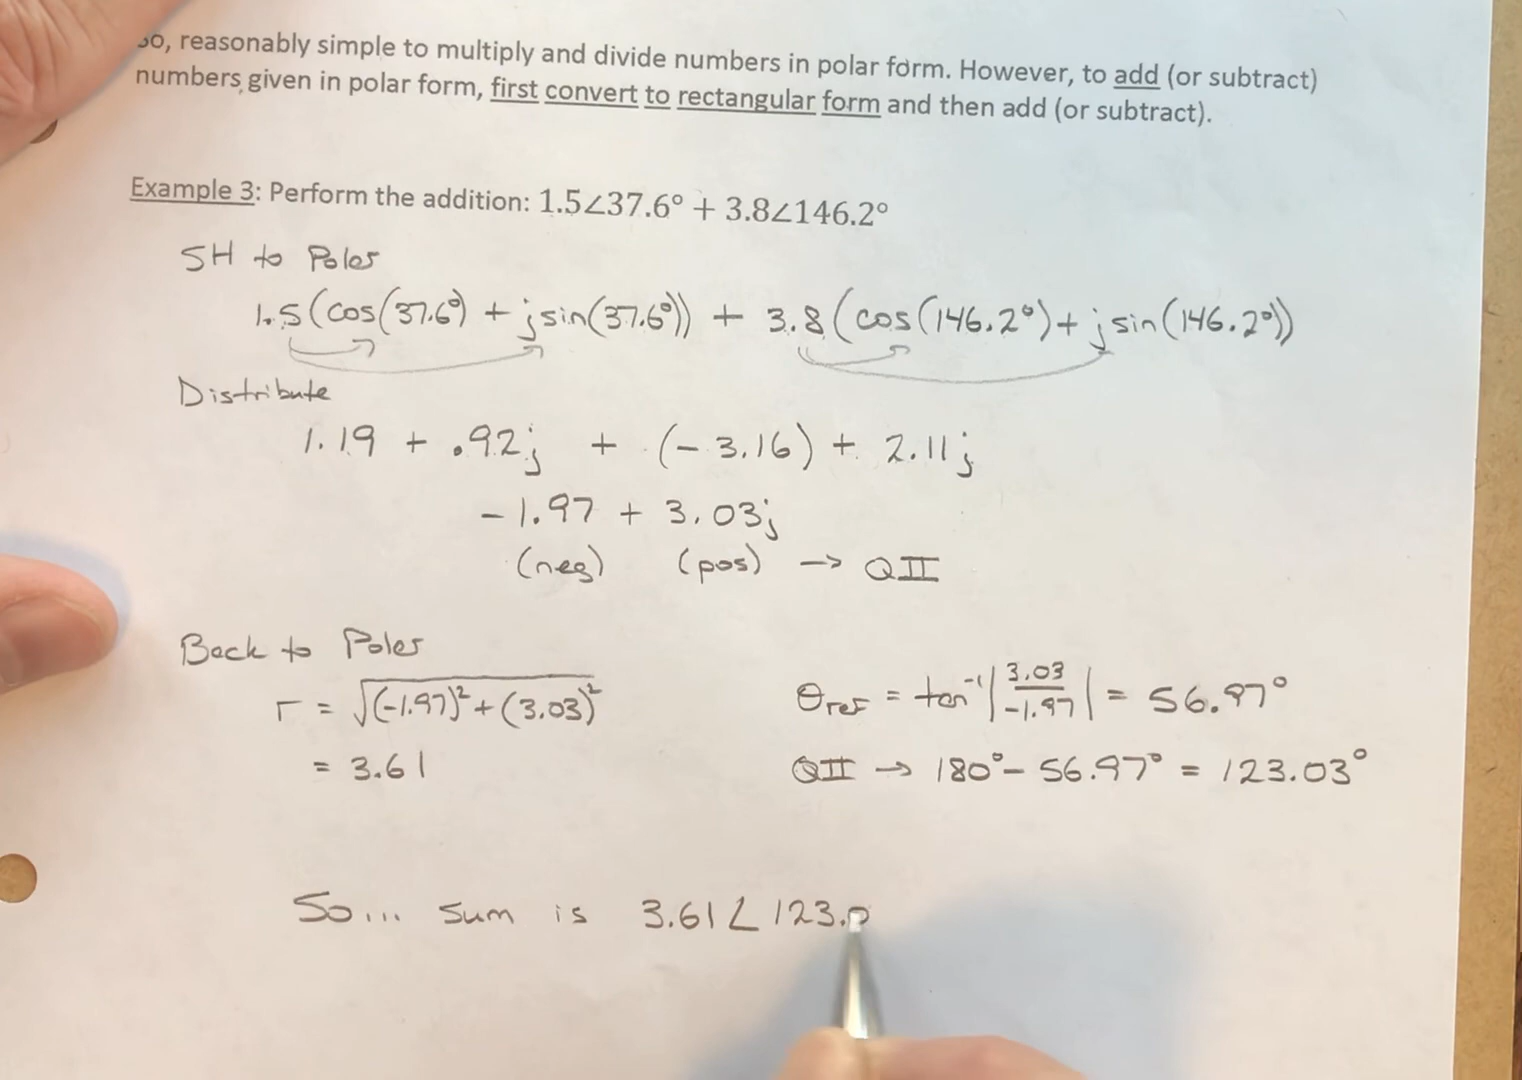 So, reasonably simple to multiply and divide numbers in polar form. However, to add (or subtract)
numbers given in polar form, first convert to rectangular form and then add (or subtract).
Example 3: Perform the addition: 1.5∠37.6° + 3.8∠146.2°
SH to Polar
1.5(cos(37.6°) + jsin(37.6°)) + 3.8(cos(146.2°) + jsin(146.2°))
Distribute
1.19 + .92j + (-3.16) + 2.11j
-1.97 + 3.03j
(neg) (pos) → QII
Back to Polar
r = √((-1.97)² + (3.03)²)
= 3.61
θref = tan⁻¹|3.03/-1.97| = 56.97°
QII → 180° - 56.97° = 123.03°
So... sum is 3.61∠123.0